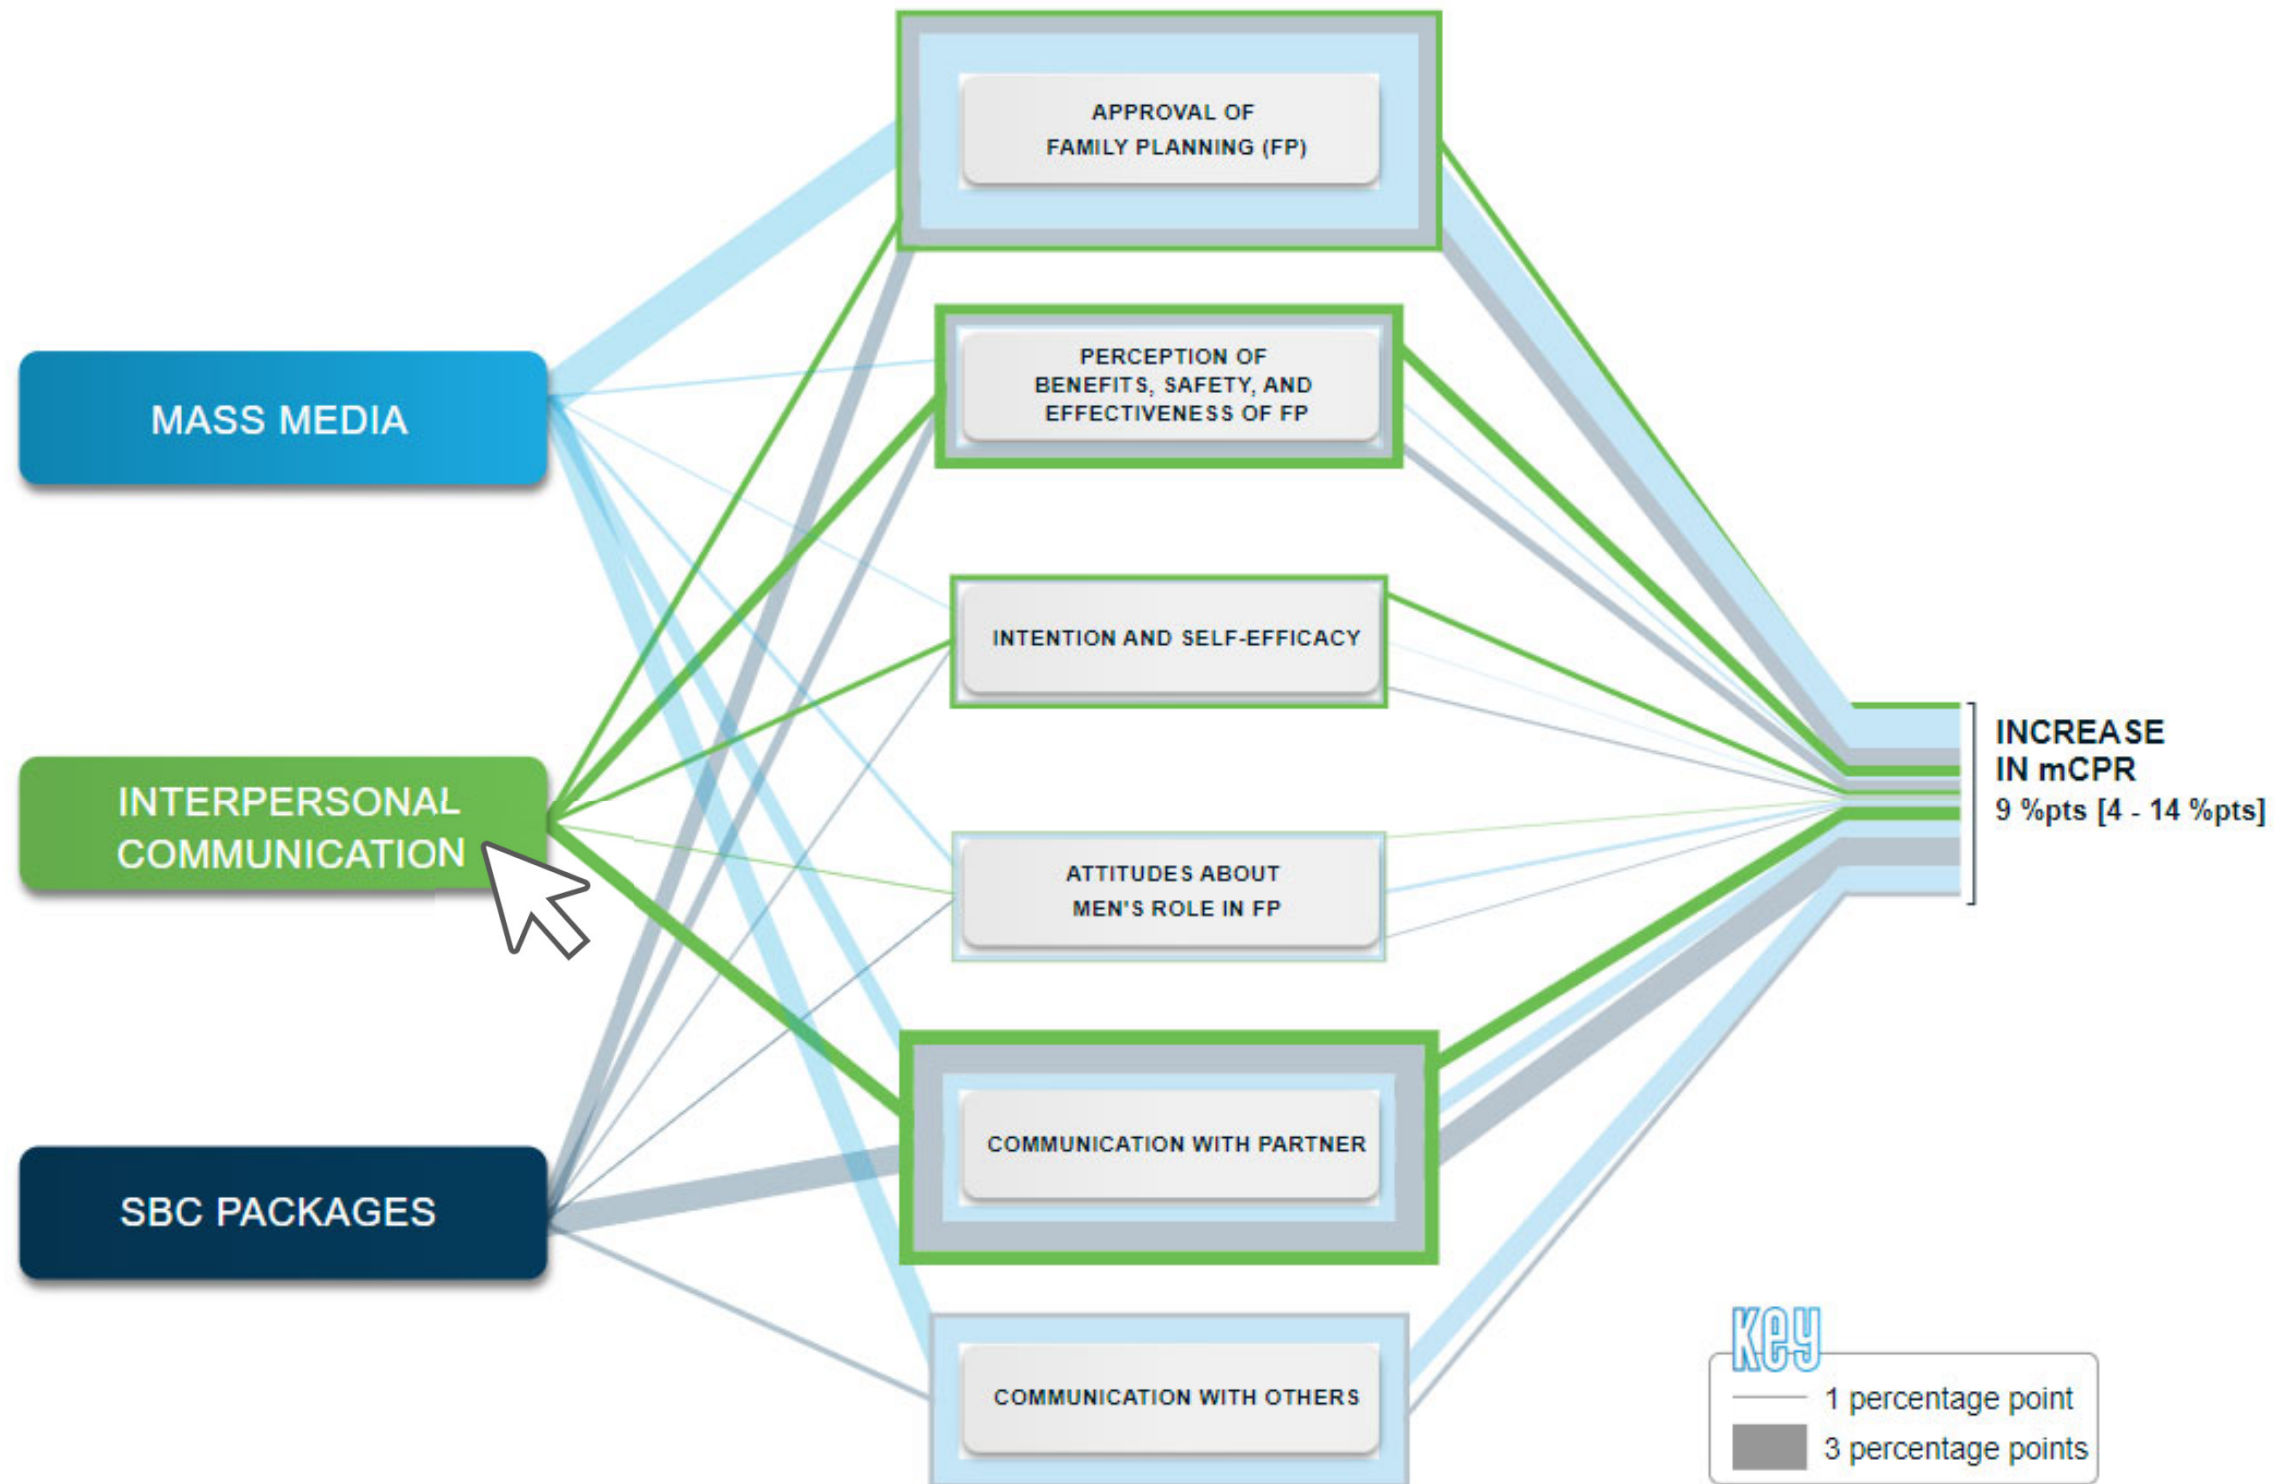 MASS MEDIA
INTERPERSONAL
COMMUNICATION
SBC PACKAGES
APPROVAL OF
FAMILY PLANNING (FP)
PERCEPTION OF
BENEFITS, SAFETY, AND
EFFECTIVENESS OF FP
INTENTION AND SELF-EFFICACY
ATTITUDES ABOUT
MEN'S ROLE IN FP
COMMUNICATION WITH PARTNER
COMMUNICATION WITH OTHERS
INCREASE
IN mCPR
9 %pts [4 - 14 %pts]
Key
1 percentage point
3 percentage points